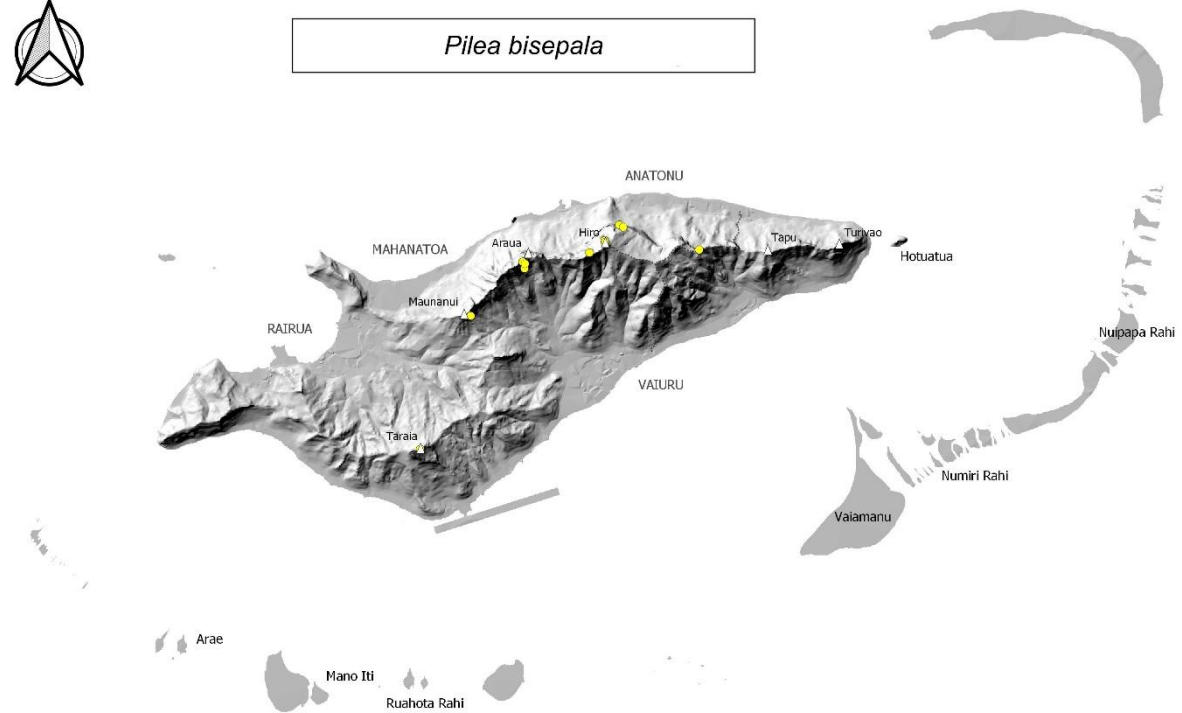 Pilea bisepala
ANATONU
Hiro
Araua
Tapu
Turivao
MAHANATOA
Hotuatua
Maunanui
RAIRUA
Nuipapa Rahi
VAIURU
Taraia
Numiri Rahi
Vaiamanu
Arae
Mano Iti
Ruahota Rahi